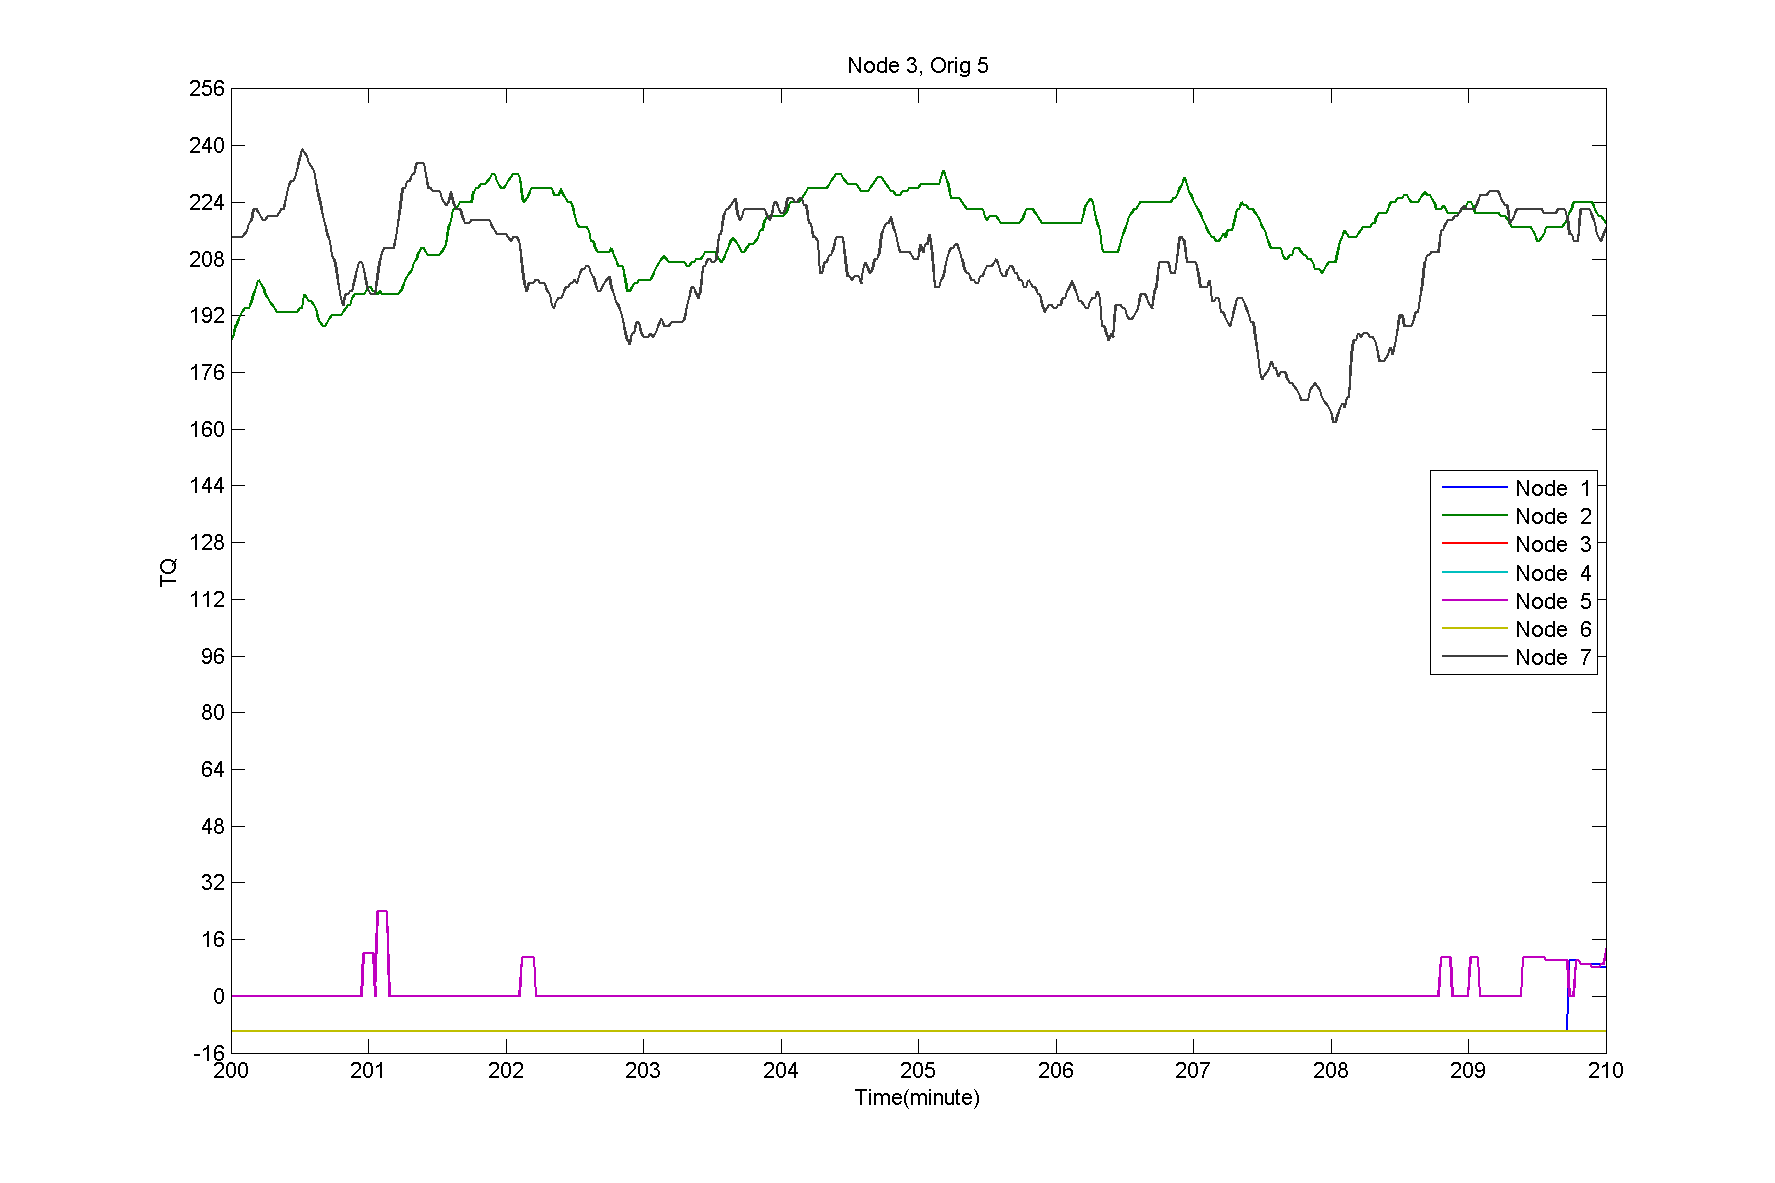 Node 3, Orig 5
256
240
224
208
192
176
160
144
128
112
96
80
64
48
32
16
0
-16
TQ
Node 1
Node 2
Node 3
Node 4
Node 5
Node 6
Node 7
200 201 202 203 204 205 206 207 208 209 210
Time(minute)